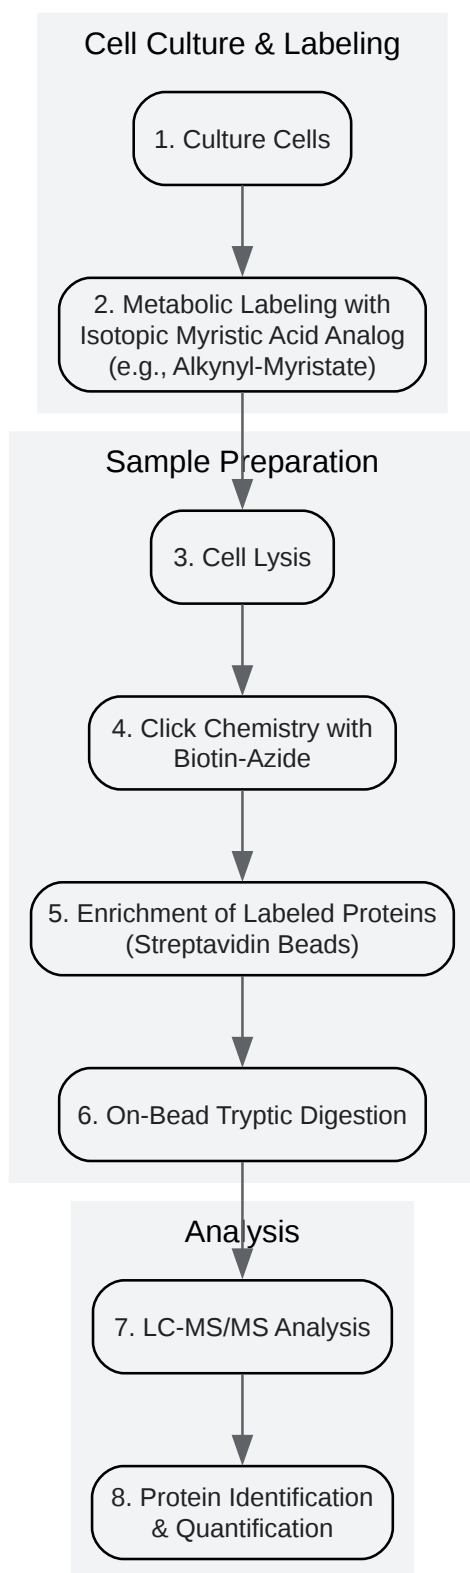 Cell Culture & Labeling
1. Culture Cells
2. Metabolic Labeling with
Isotopic Myristic Acid Analog
(e.g., Alkynyl-Myristate)
Sample Preparation
3. Cell Lysis
4. Click Chemistry with
Biotin-Azide
5. Enrichment of Labeled Proteins
(Streptavidin Beads)
6. On-Bead Tryptic Digestion
Analysis
7. LC-MS/MS Analysis
8. Protein Identification
& Quantification